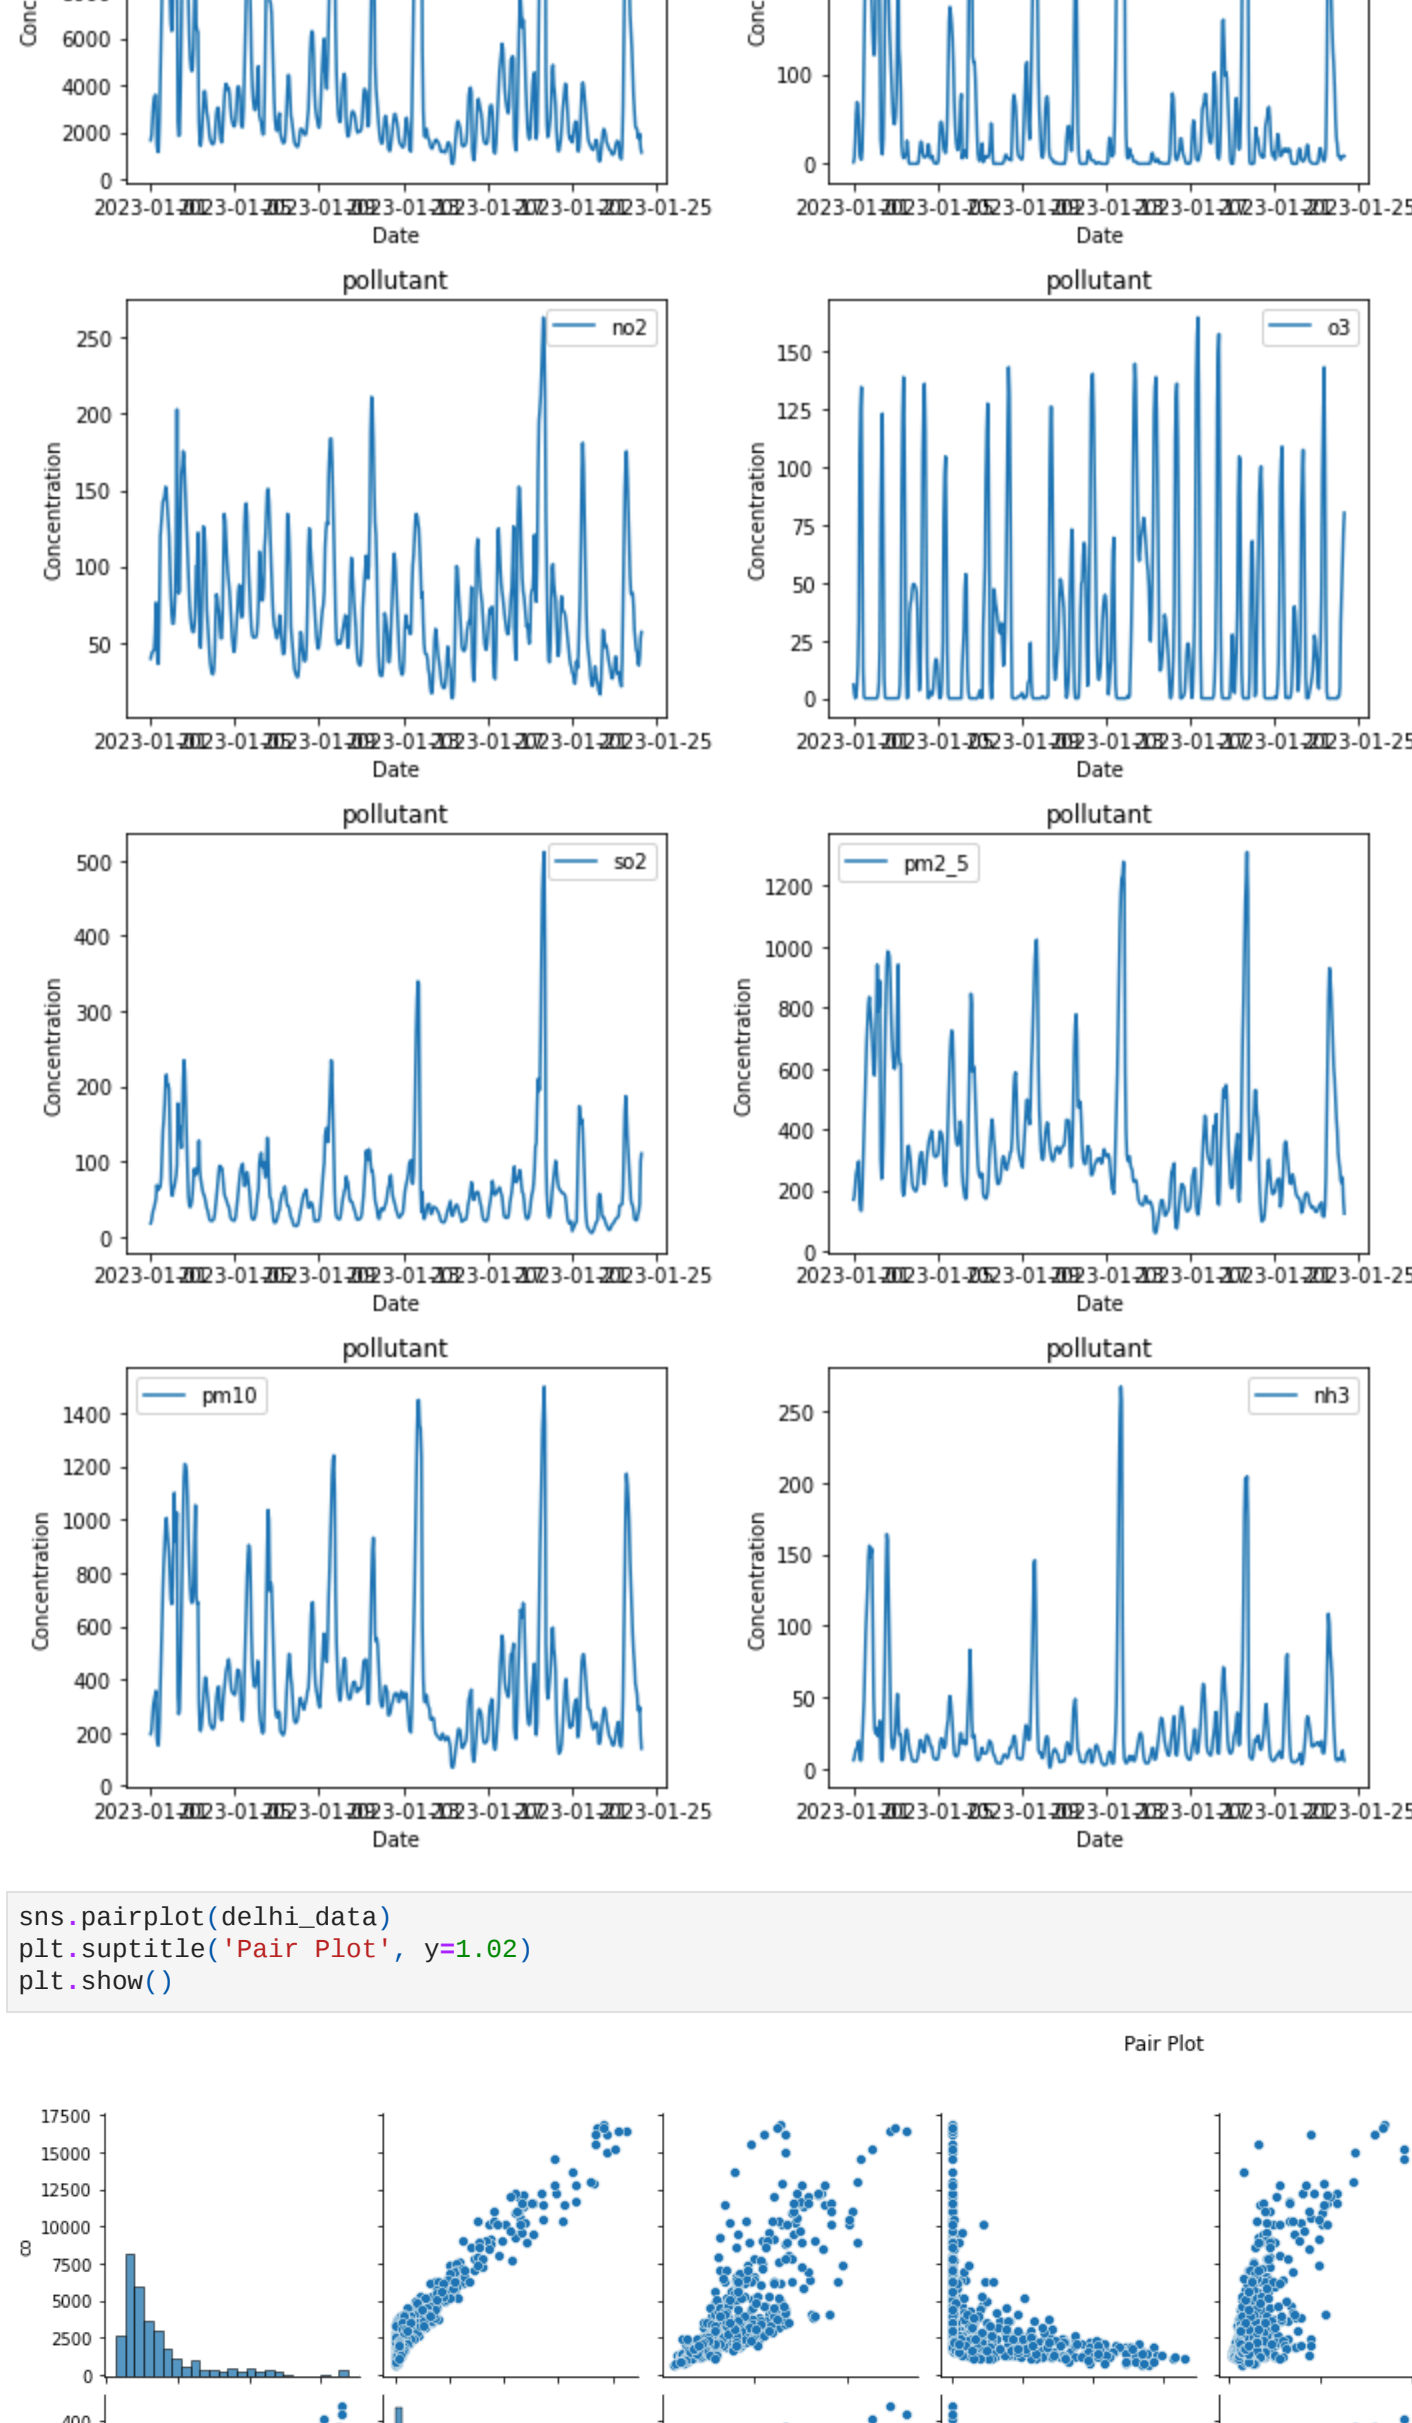 6000
4000
2000
0
100
0
2023-01-25
2023-01-25
Date
Date
pollutant
pollutant
no2
o3
Concentration
Concentration
250
200
150
100
50
150
125
100
75
50
25
0
2023-01-25
2023-01-25
Date
Date
pollutant
pollutant
so2
pm2_5
Concentration
Concentration
500
400
300
200
100
0
1200
1000
800
600
400
200
0
2023-01-25
2023-01-25
Date
Date
pollutant
pollutant
pm10
nh3
Concentration
Concentration
1400
1200
1000
800
600
400
200
0
250
200
150
100
50
0
2023-01-25
2023-01-25
Date
Date
sns.pairplot(delhi_data)
plt.suptitle('Pair Plot', y=1.02)
plt.show()
Pair Plot
co
17500
15000
12500
10000
7500
5000
2500
0
400